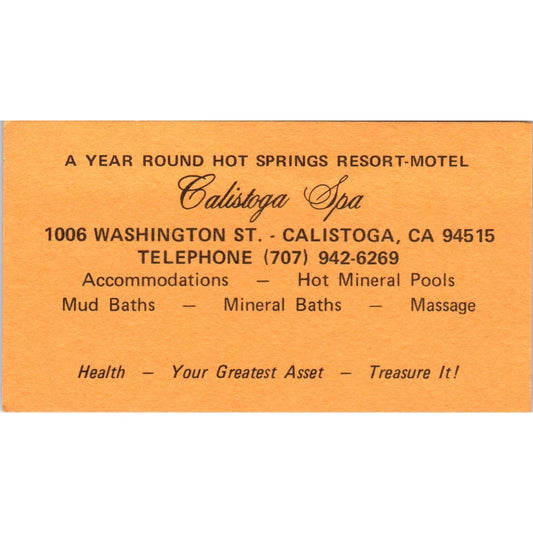 A YEAR ROUND HOT SPRINGS RESORT-MOTEL
Calistoga Spa
1006 WASHINGTON ST. - CALISTOGA, CA 94515
TELEPHONE (707) 942-6269
Accommodations — Hot Mineral Pools
Mud Baths — Mineral Baths — Massage
Health — Your Greatest Asset — Treasure It!